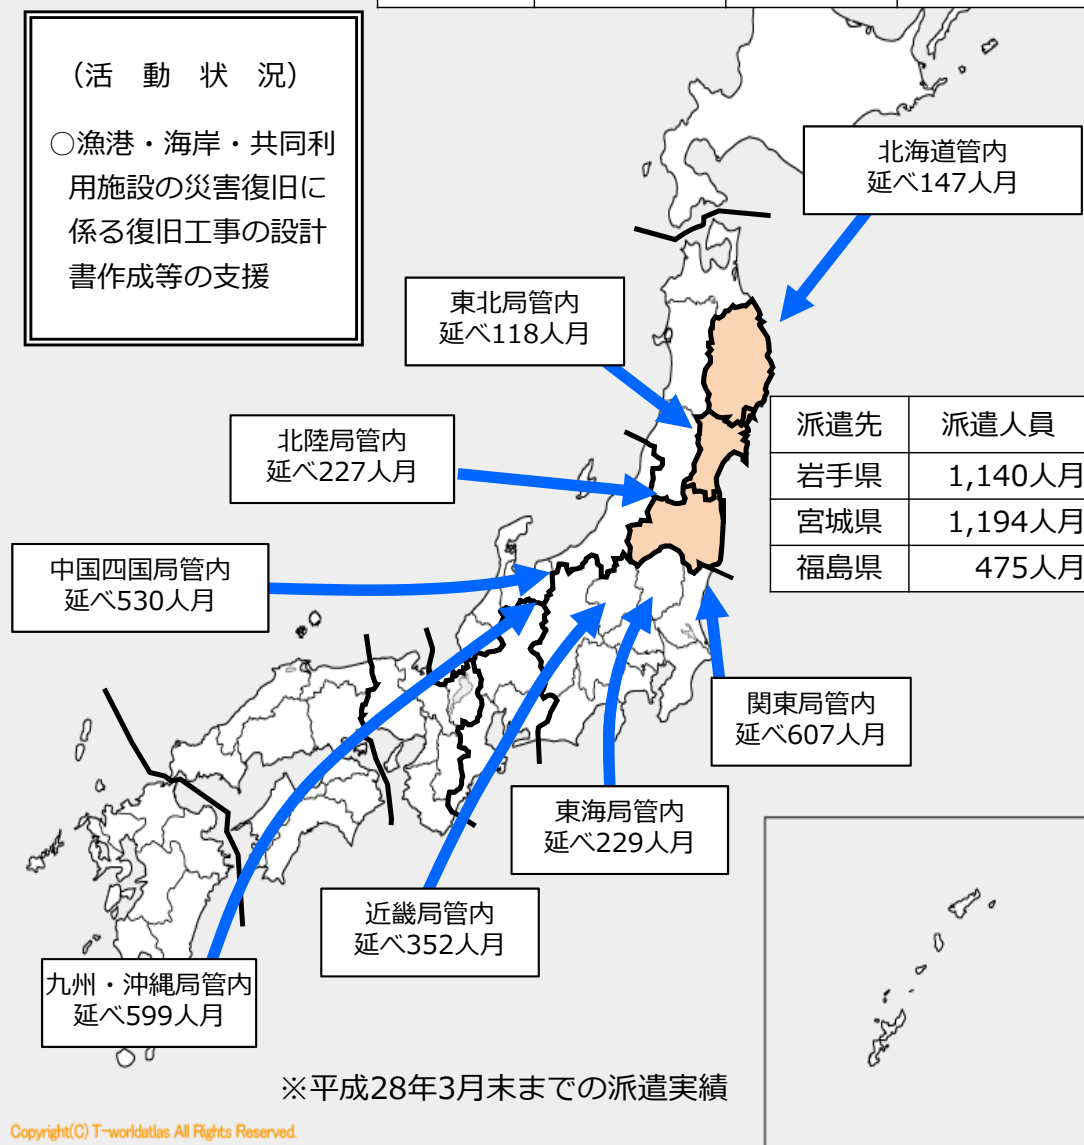 （活　動　状　況）
○漁港・海岸・共同利
用施設の災害復旧に
係る復旧工事の設計
書作成等の支援
北海道管内
延べ147人月
東北局管内
延べ118人月
北陸局管内
延べ227人月
派遣先 派遣人員
岩手県 1,140人月
宮城県 1,194人月
福島県 475人月
中国四国局管内
延べ530人月
関東局管内
延べ607人月
東海局管内
延べ229人月
近畿局管内
延べ352人月
九州・沖縄局管内
延べ599人月
※平成28年3月末までの派遣実績
Copyright(C) T-worldatlas All Rights Reserved.